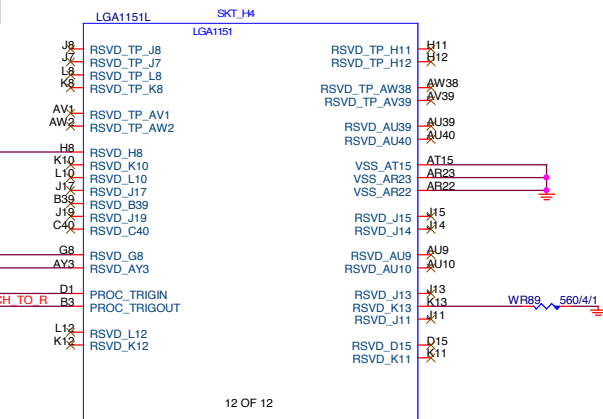 LGA1151L SKT_H4
LGA1151
J8 RSVD_TP_J8 RSVD_TP_H11 H11
J7 RSVD_TP_J7 RSVD_TP_H12 H12
L8 RSVD_TP_L8
K8 RSVD_TP_K8 RSVD_TP_AW38 AW38
RSVD_TP_AV39 AV39
AV1 RSVD_TP_AV1
AW2 RSVD_TP_AW2 RSVD_AU39 AU39
RSVD_AU40 AU40
H8 RSVD_H8
K10 RSVD_K10 VSS_AT15 AT15
L10 RSVD_L10 VSS_AR23 AR23
J17 RSVD_J17 VSS_AR22 AR22
B39 RSVD_B39
J19 RSVD_J19 RSVD_J15 J15
C40 RSVD_C40 RSVD_J14 J14
G8 RSVD_G8 RSVD_AU9 AU9
AY3 RSVD_AY3 RSVD_AU10 AU10
D1 PROC_TRIGIN RSVD_J13 J13
CH_TO_R B3 PROC_TRIGOUT RSVD_K13 K13 WR89 560/4/1
RSVD_J11 J11
L12 RSVD_L12
K12 RSVD_K12 RSVD_D15 D15
RSVD_K11 K11
12 OF 12